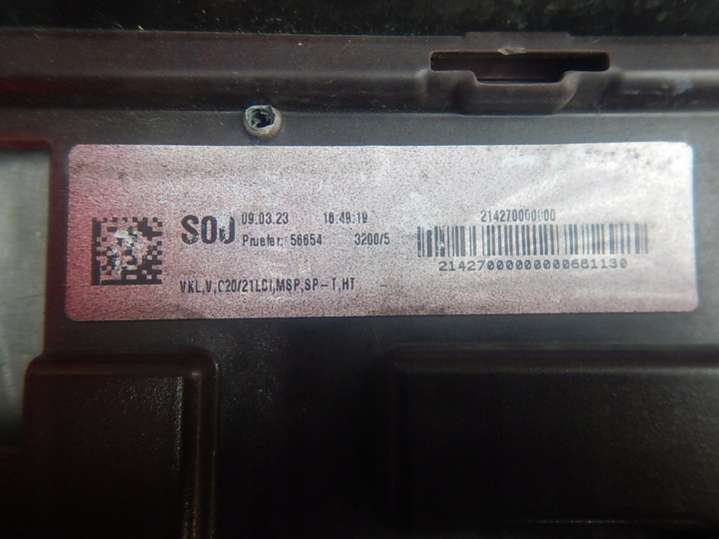 SOJ 09.03.23 16:49:19
Pruefer: 56654 3200/5
214270000000
21427000000000681130
VKL,V,C20/21LCI,MSP,SP-T,HT -